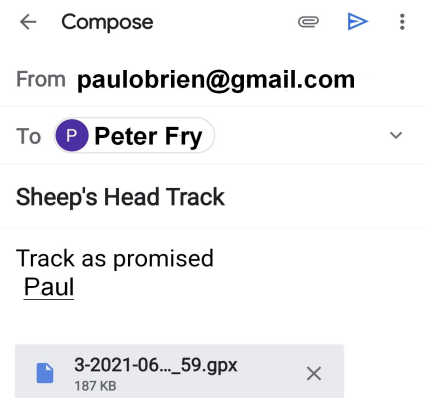 Compose
From paulobrien@gmail.com
To P Peter Fry
Sheep's Head Track
Track as promised
Paul
3-2021-06..._59.gpx
187 KB